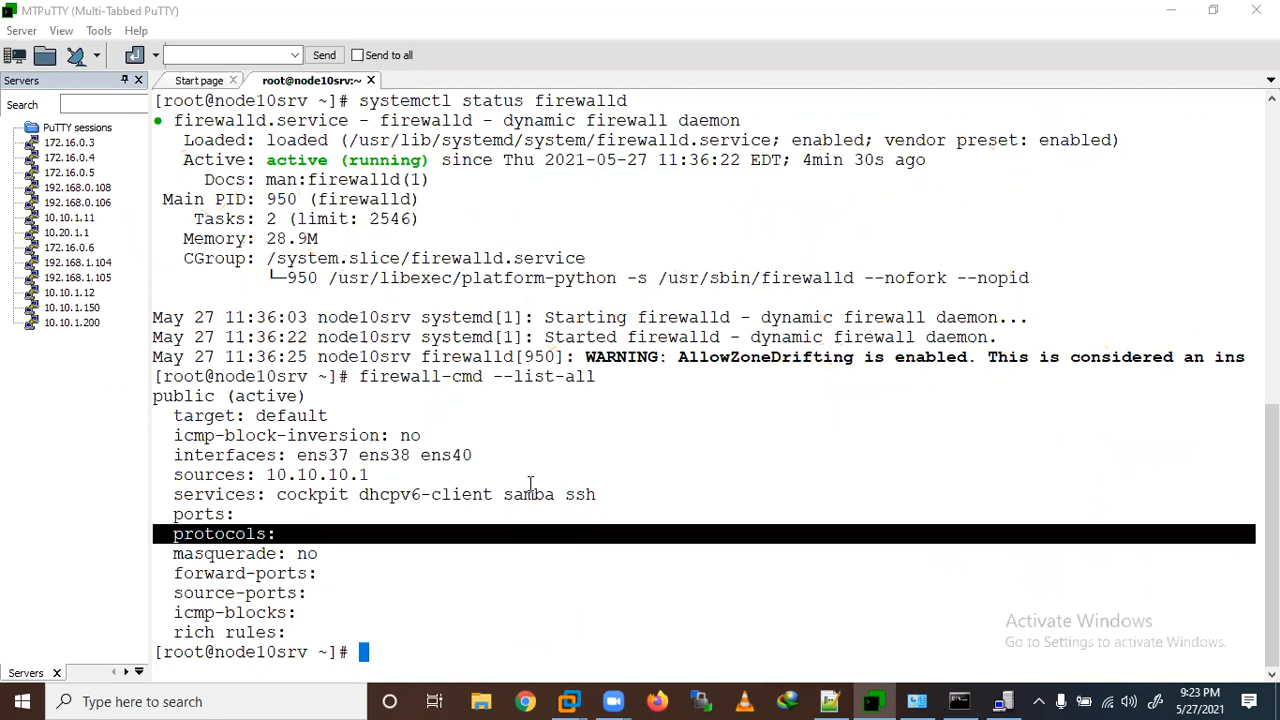 MTPuTTY (Multi-Tabbed PuTTY)
Server View Tools Help
Send Send to all
Servers
Start page root@node10srv:~
Search
PuTTY sessions
172.16.0.3
172.16.0.4
172.16.0.5
192.168.0.108
192.168.0.106
10.10.1.11
10.20.1.1
172.16.0.6
192.168.1.104
192.168.1.105
10.10.1.12
10.10.1.150
10.10.1.200
[root@node10srv ~]# systemctl status firewalld
● firewalld.service - firewalld - dynamic firewall daemon
Loaded: loaded (/usr/lib/systemd/system/firewalld.service; enabled; vendor preset: enabled)
Active: active (running) since Thu 2021-05-27 11:36:22 EDT; 4min 30s ago
Docs: man:firewalld(1)
Main PID: 950 (firewalld)
Tasks: 2 (limit: 2546)
Memory: 28.9M
CGroup: /system.slice/firewalld.service
└─950 /usr/libexec/platform-python -s /usr/sbin/firewalld --nofork --nopid
May 27 11:36:03 node10srv systemd[1]: Starting firewalld - dynamic firewall daemon...
May 27 11:36:22 node10srv systemd[1]: Started firewalld - dynamic firewall daemon.
May 27 11:36:25 node10srv firewalld[950]: WARNING: AllowZoneDrifting is enabled. This is considered an ins
[root@node10srv ~]# firewall-cmd --list-all
public (active)
target: default
icmp-block-inversion: no
interfaces: ens37 ens38 ens40
sources: 10.10.10.1
services: cockpit dhcpv6-client samba ssh
ports:
protocols:
masquerade: no
forward-ports:
source-ports:
icmp-blocks:
rich rules:
[root@node10srv ~]#
Activate Windows
Go to Settings to activate Windows.
Servers
Type here to search
9:23 PM
5/27/2021